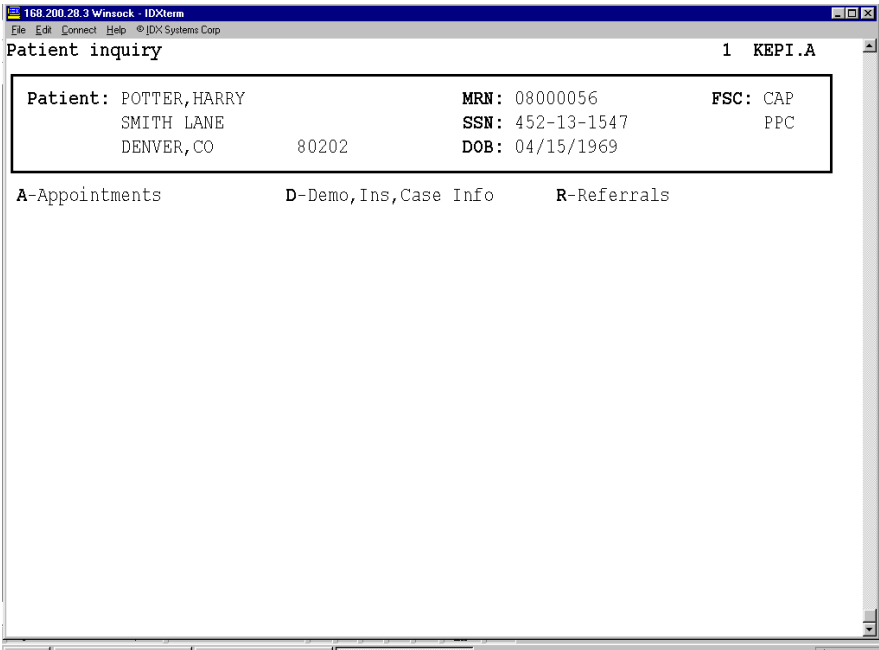 168.200.28.3 Winsock - IDXterm
File Edit Connect Help © IDX Systems Corp
Patient inquiry 1 KEPI.A
Patient: POTTER,HARRY MRN: 08000056 FSC: CAP
SMITH LANE SSN: 452-13-1547 PPC
DENVER,CO 80202 DOB: 04/15/1969
A-Appointments D-Demo,Ins,Case Info R-Referrals